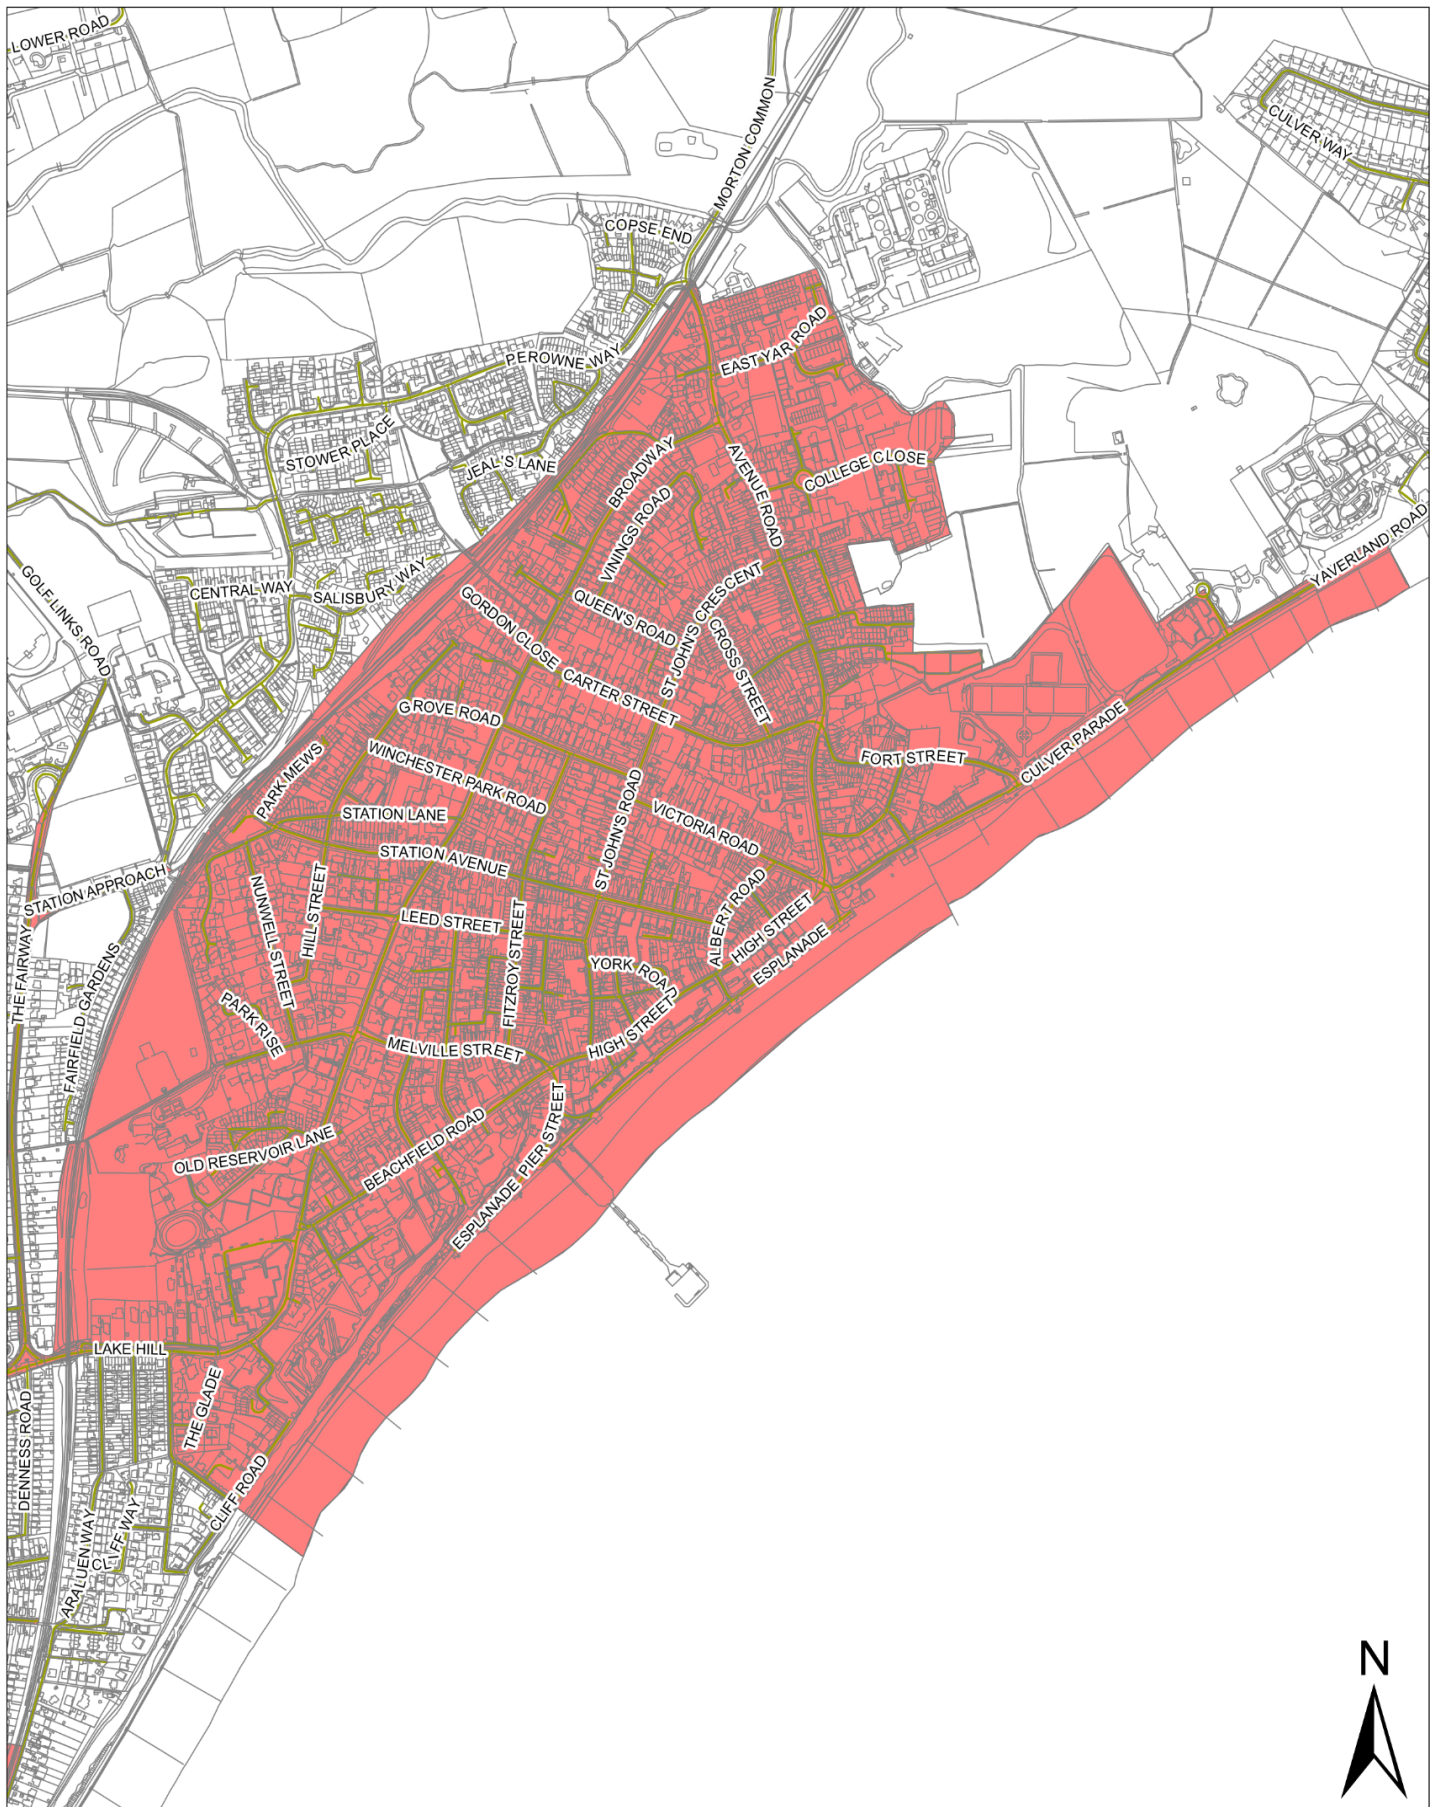 LOWER ROAD
MORTON COMMON
CULVER WAY
COPSE END
EAST YAR ROAD
PEROWNE WAY
STOWER PLACE
JEAL'S LANE
BROADWAY
AVENUE ROAD
COLLEGE CLOSE
VININGS ROAD
YAVERLAND ROAD
GOLF LINKS ROAD
CENTRAL WAY
SALISBURY WAY
GORDON CLOSE
QUEEN'S ROAD
ST JOHN'S CRESCENT
CROSS STREET
CARTER STREET
GROVE ROAD
WINCHESTER PARK ROAD
PARK MEWS
FORT STREET
CULVER PARADE
STATION LANE
ST JOHN'S ROAD
VICTORIA ROAD
STATION AVENUE
STATION APPROACH
NUNWELL STREET
HILL STREET
LEED STREET
FITZROY STREET
ALBERT ROAD
HIGH STREET
ESPLANADE
YORK ROA
THE FAIRWAY
FAIRFIELD GARDENS
PARK RISE
MELVILLE STREET
HIGH STREET
OLD RESERVOIR LANE
BEACHFIELD ROAD
PIER STREET
ESPLANADE
LAKE HILL
THE GLADE
DENNESS ROAD
CLIFF ROAD
ARALUEN WAY
CLIFF WAY
N